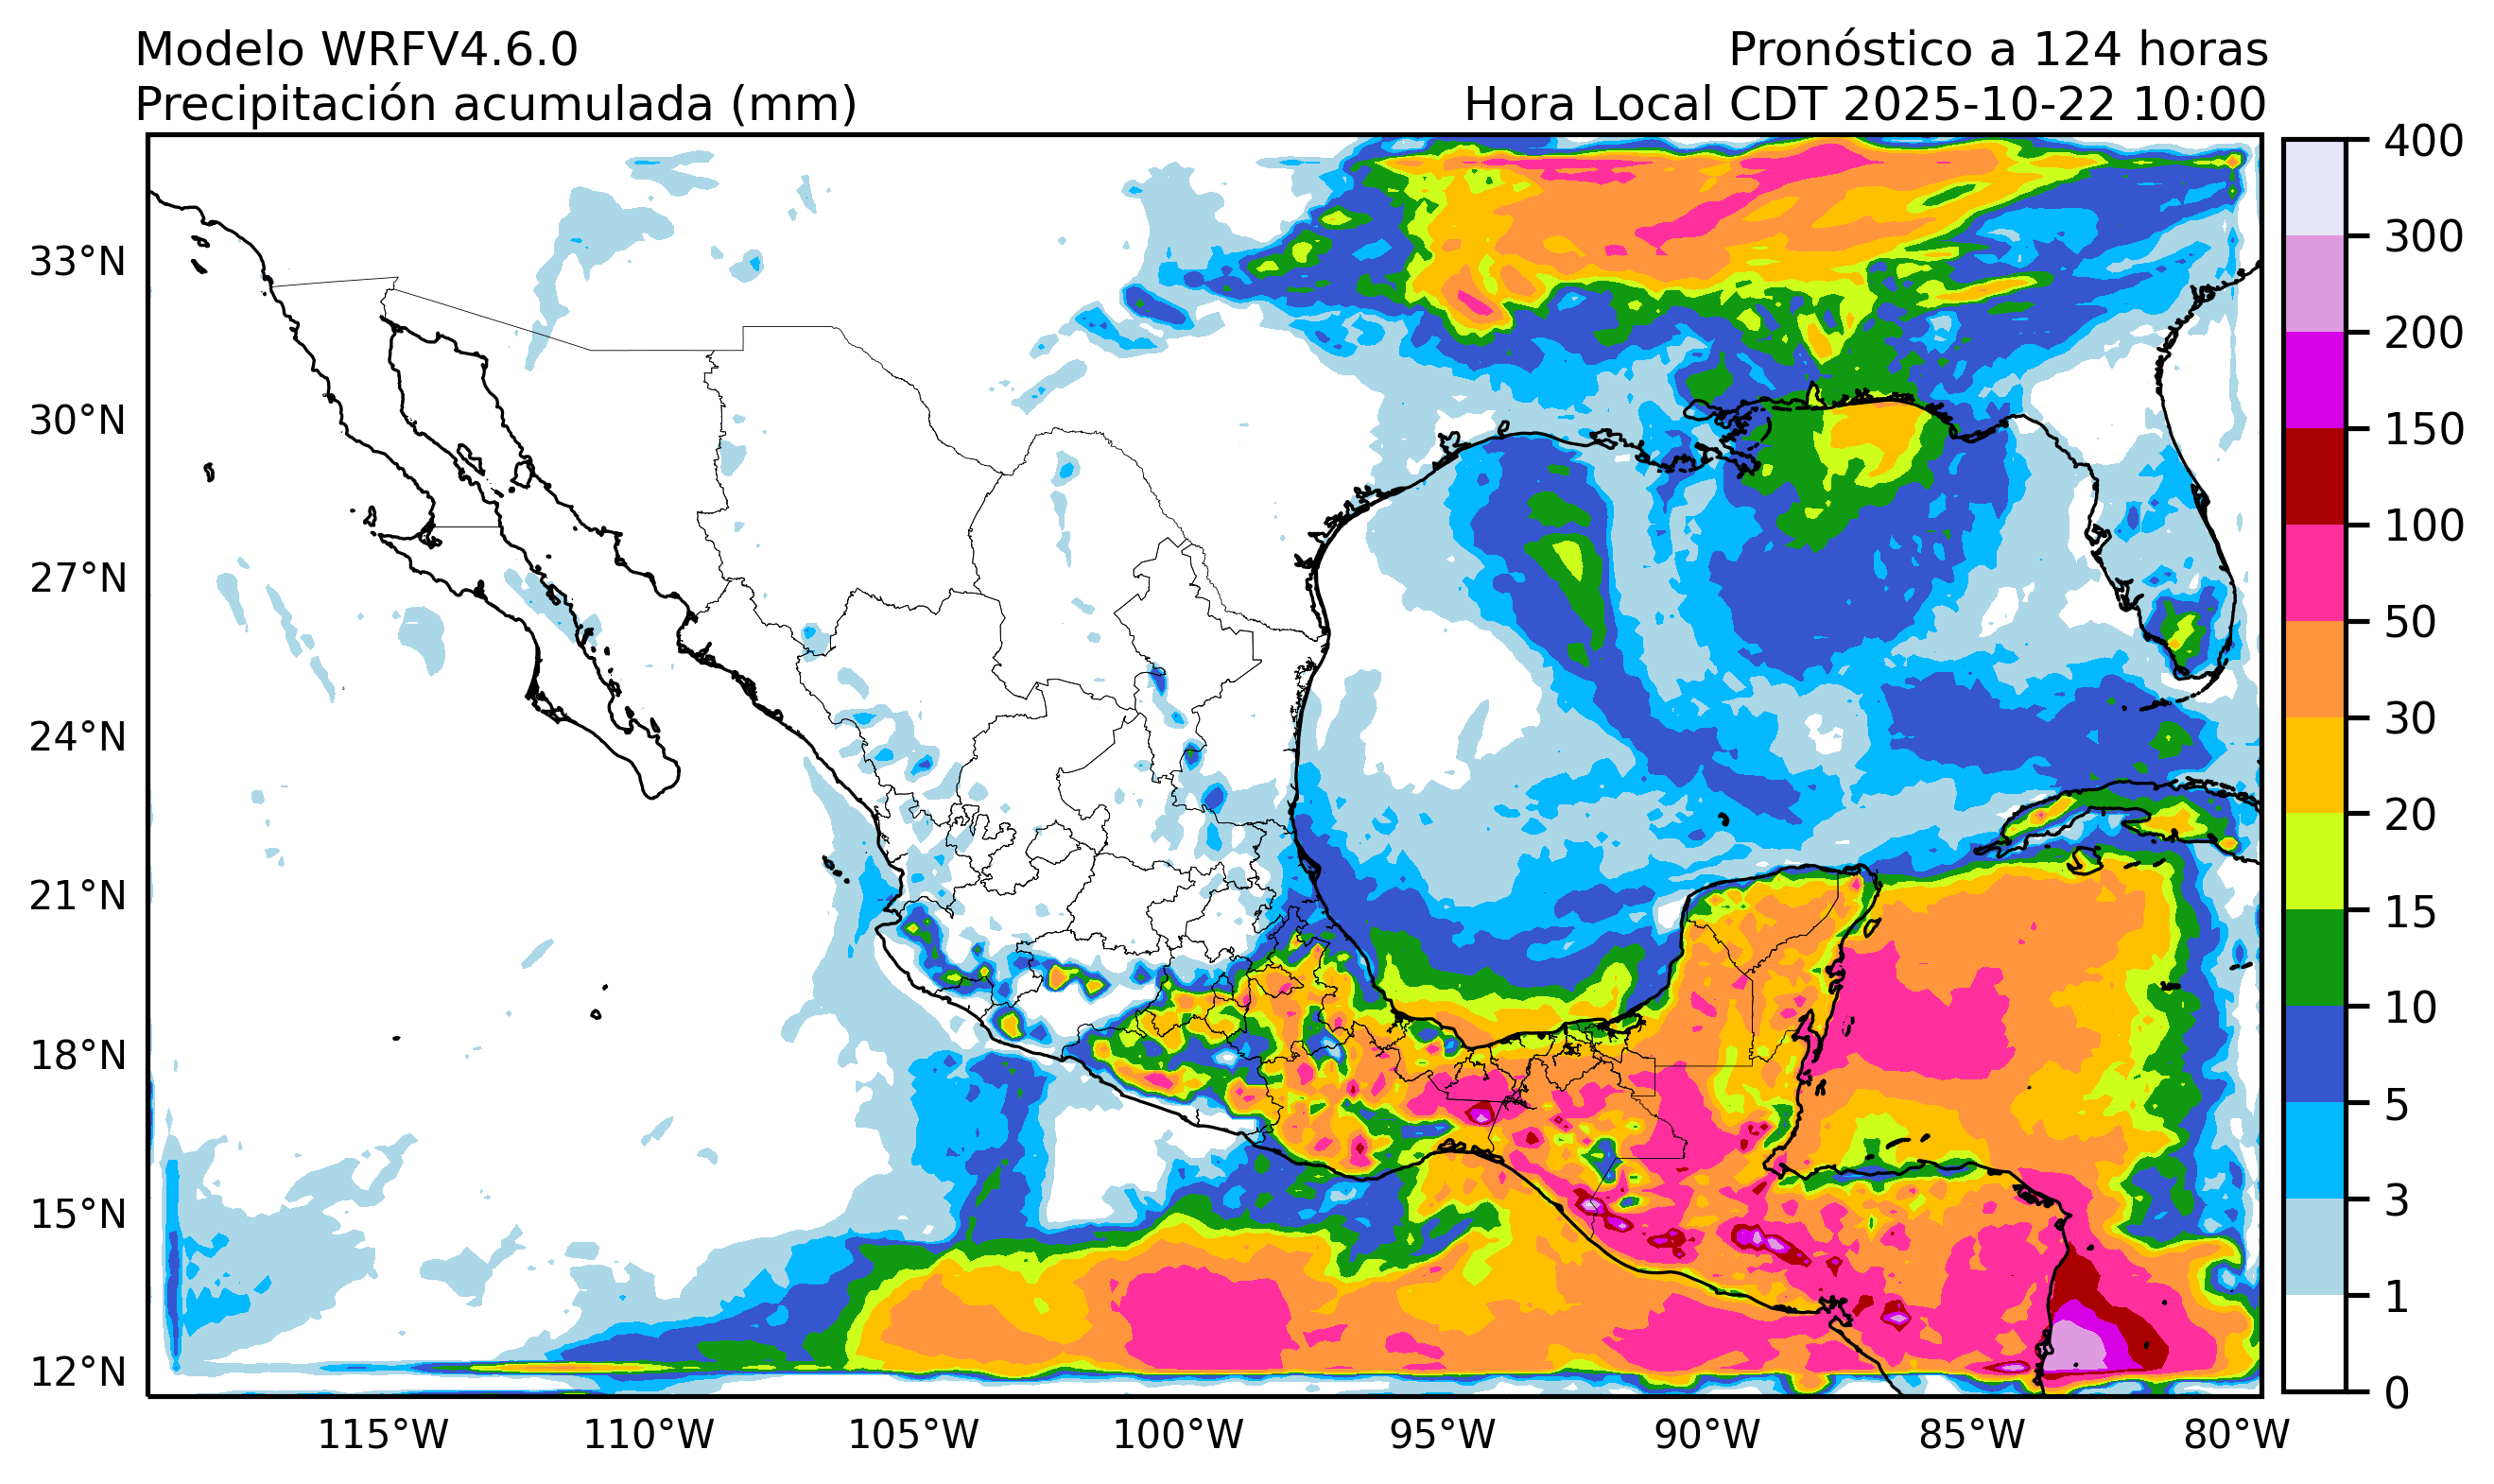 Modelo WRFV4.6.0
Pronóstico a 124 horas
Precipitación acumulada (mm)
Hora Local CDT 2025-10-22 10:00
33°N
30°N
27°N
24°N
21°N
18°N
15°N
12°N
115°W
110°W
105°W
100°W
95°W
90°W
85°W
80°W
400
300
200
150
100
50
30
20
15
10
5
3
1
0